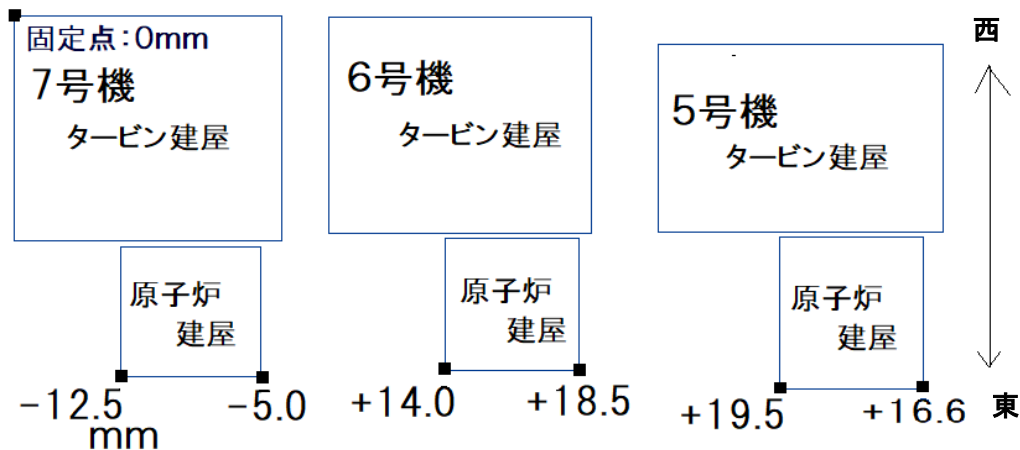 固定点:0mm
7号機
タービン建屋
6号機
タービン建屋
5号機
タービン建屋
西
原子炉
建屋
原子炉
建屋
原子炉
建屋
-12.5
mm
-5.0
+14.0
+18.5
+19.5
+16.6
東